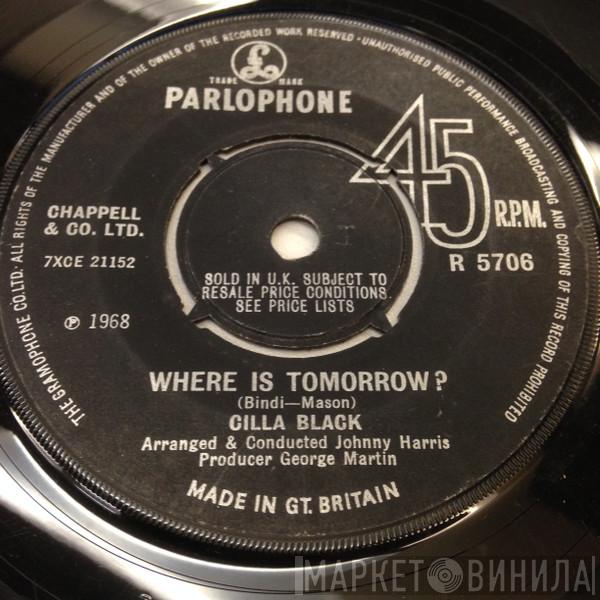 THE GRAMOPHONE CO.LTD: ALL RIGHTS OF THE MANUFACTURER AND OF THE OWNER OF THE RECORDED WORK RESERVED · UNAUTHORISED PUBLIC PERFORMANCE BROADCASTING AND COPYING OF THIS RECORD PROHIBITED
£
TRADE MARK
PARLOPHONE
45
R.P.M.
CHAPPELL
& CO. LTD.
7XCE 21152
R 5706
SOLD IN U.K. SUBJECT TO
RESALE PRICE CONDITIONS.
SEE PRICE LISTS
℗ 1968
WHERE IS TOMORROW?
(Bindi—Mason)
CILLA BLACK
Arranged & Conducted Johnny Harris
Producer George Martin
MADE IN GT. BRITAIN
МАРКЕТ ВИНИЛА